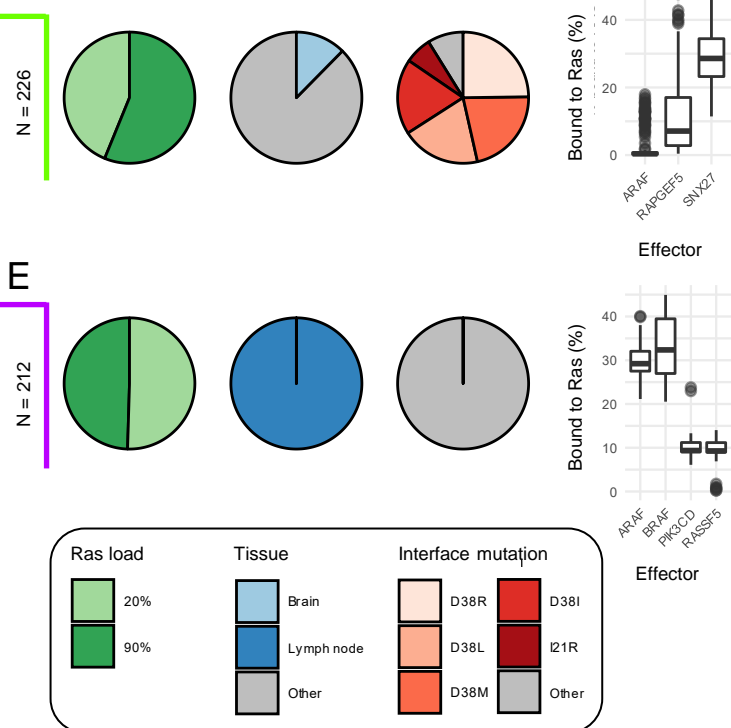 N = 226
Bound to Ras (%)
40
20
0
ARAF
RAPGEF5
SNX27
Effector
E
N = 212
Bound to Ras (%)
40
30
20
10
0
ARAF
BRAF
PIK3CD
RASSF5
Effector
Ras load
20%
90%
Tissue
Brain
Lymph node
Other
Interface mutation
D38R
D38L
D38M
D38I
I21R
Other